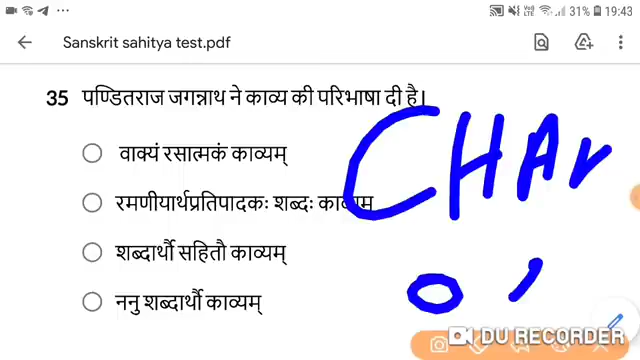 31% 19:43
Sanskrit sahitya test.pdf
35 पण्डितराज जगन्नाथ ने काव्य की परिभाषा दी है।
वाक्यं रसात्मकं काव्यम्
रमणीयार्थप्रतिपादकः शब्दः काव्यम्
शब्दार्थौ सहितौ काव्यम्
ननु शब्दार्थौ काव्यम्
CHAr
DU RECORDER